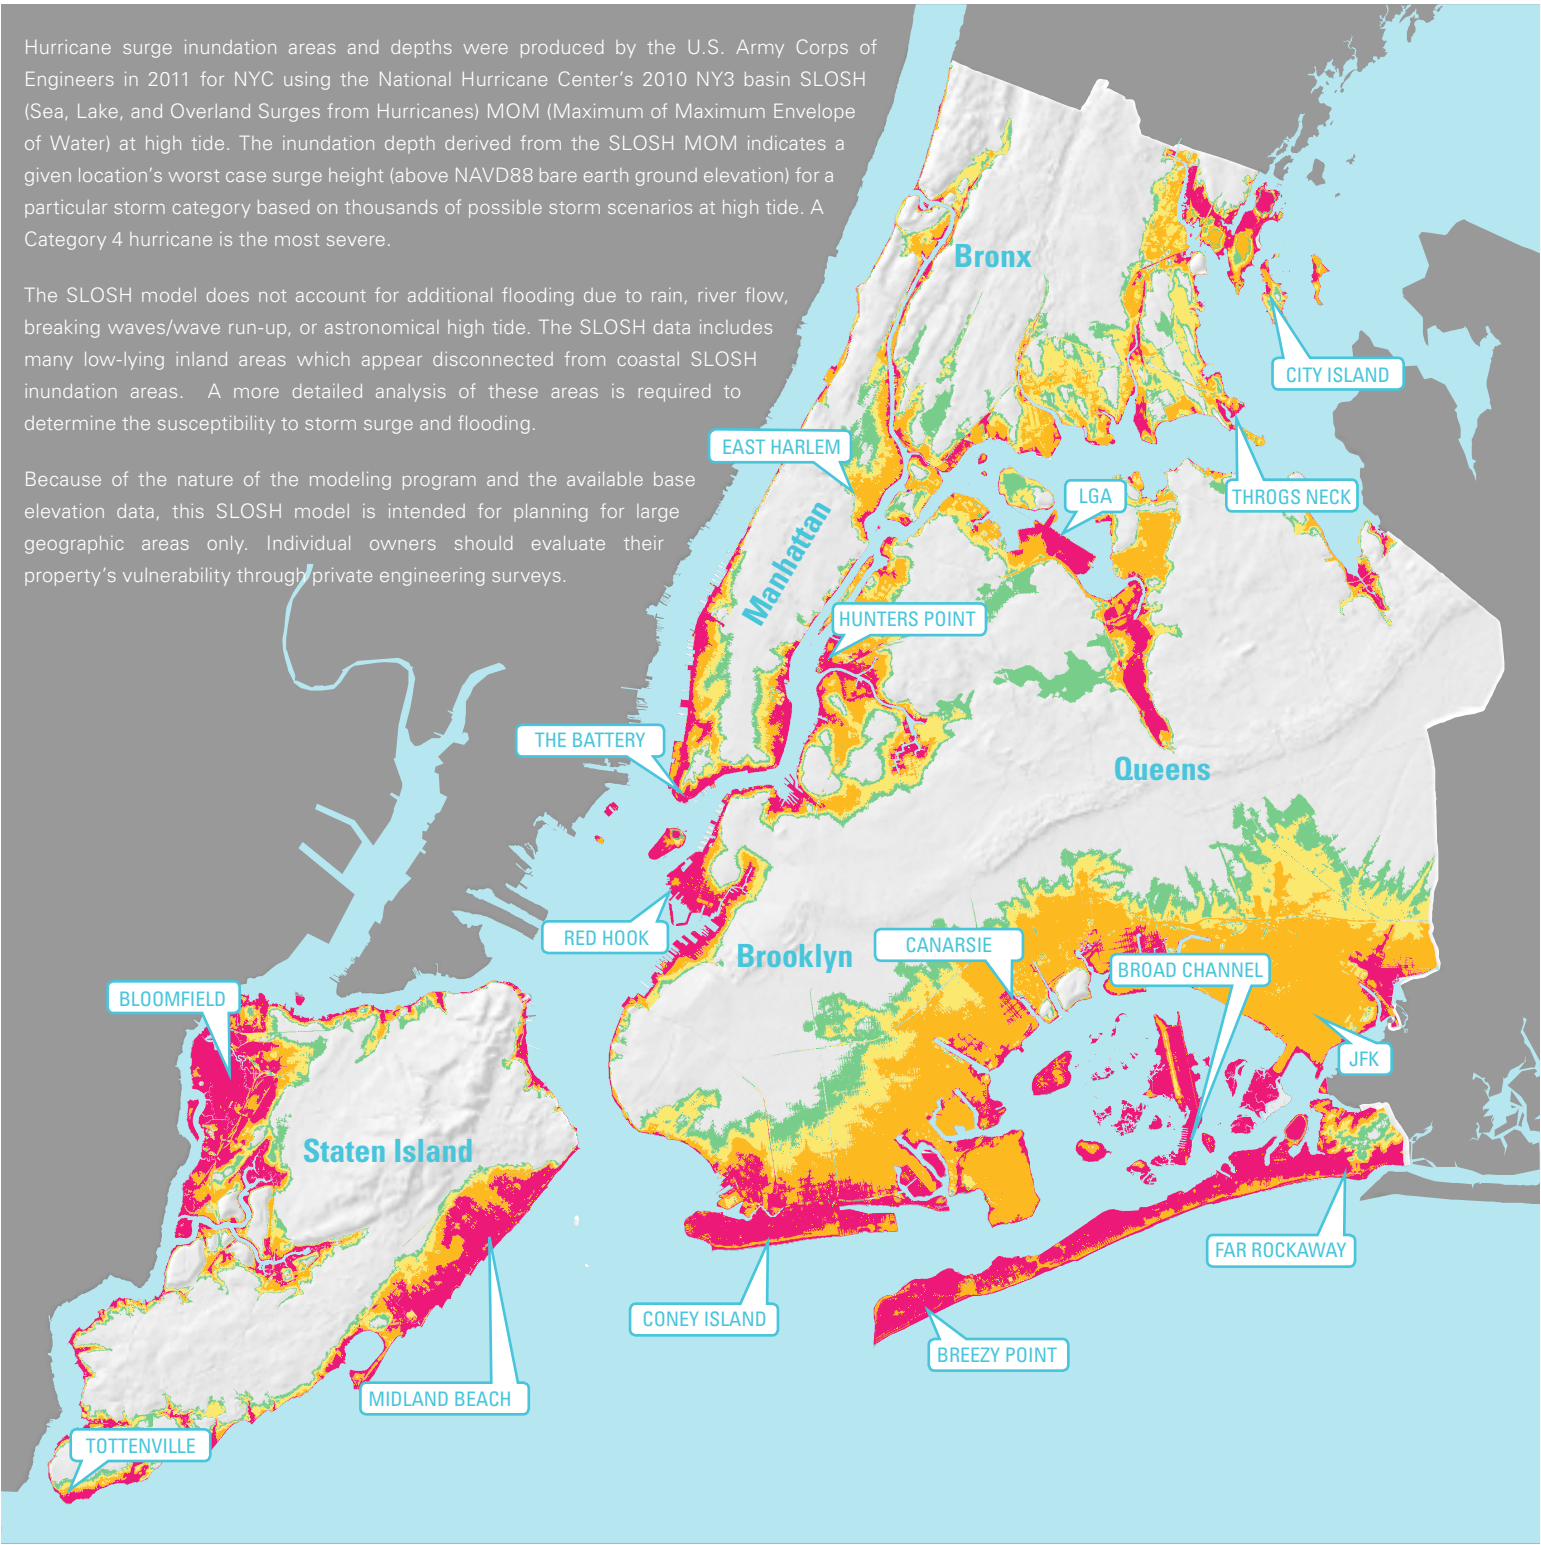 Hurricane surge inundation areas and depths were produced by the U.S. Army Corps of
Engineers in 2011 for NYC using the National Hurricane Center's 2010 NY3 basin SLOSH
(Sea, Lake, and Overland Surges from Hurricanes) MOM (Maximum of Maximum Envelope
of Water) at high tide. The inundation depth derived from the SLOSH MOM indicates a
given location's worst case surge height (above NAVD88 bare earth ground elevation) for a
particular storm category based on thousands of possible storm scenarios at high tide. A
Category 4 hurricane is the most severe.
The SLOSH model does not account for additional flooding due to rain, river flow,
breaking waves/wave run-up, or astronomical high tide. The SLOSH data includes
many low-lying inland areas which appear disconnected from coastal SLOSH
inundation areas. A more detailed analysis of these areas is required to
determine the susceptibility to storm surge and flooding.
Because of the nature of the modeling program and the available base
elevation data, this SLOSH model is intended for planning for large
geographic areas only. Individual owners should evaluate their
property's vulnerability through private engineering surveys.
Bronx
CITY ISLAND
EAST HARLEM
LGA
THROGS NECK
Manhattan
HUNTERS POINT
THE BATTERY
Queens
RED HOOK
Brooklyn
CANARSIE
BROAD CHANNEL
BLOOMFIELD
JFK
Staten Island
FAR ROCKAWAY
CONEY ISLAND
BREEZY POINT
MIDLAND BEACH
TOTTENVILLE